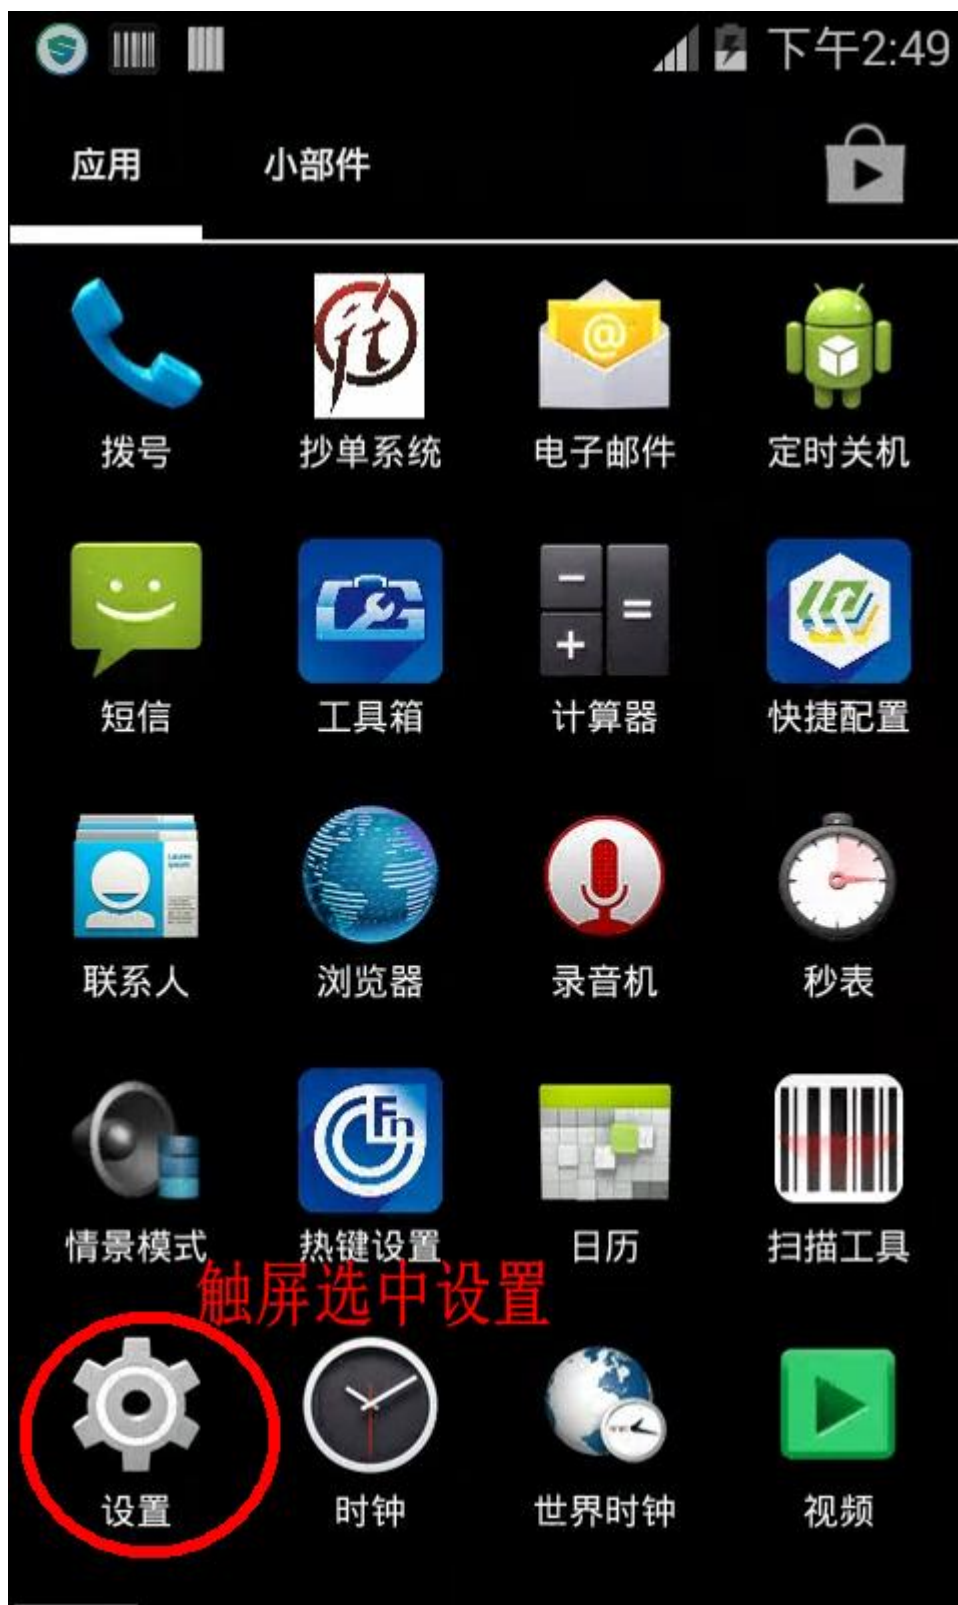 下午2:49
应用 小部件
拨号 抄单系统 电子邮件 定时关机
短信 工具箱 计算器 快捷配置
联系人 浏览器 录音机 秒表
情景模式 热键设置 日历 扫描工具
触屏选中设置
设置 时钟 世界时钟 视频